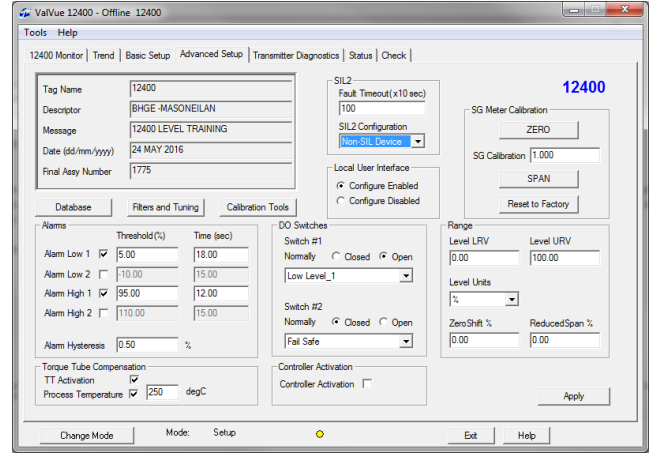 ValVue 12400 - Offline 12400
Tools Help
12400 Monitor Trend Basic Setup Advanced Setup Transmitter Diagnostics Status Check
12400
Tag Name 12400
Descriptor BHGE -MASONEILAN
Message 12400 LEVEL TRAINING
Date (dd/mm/yyyy) 24 MAY 2016
Final Assy Number 1775
SIL2
Fault Timeout(x10 sec)
100
SIL2 Configuration
Non-SIL Device
Local User Interface
Configure Enabled
Configure Disabled
SG Meter Calibration
ZERO
SG Calibration 1.000
SPAN
Reset to Factory
Database Filters and Tuning Calibration Tools
Alarms
Threshold(%) Time (sec)
Alarm Low 1 5.00 18.00
Alarm Low 2 -10.00 15.00
Alarm High 1 95.00 12.00
Alarm High 2 110.00 15.00
Alarm Hysteresis 0.50 %
DO Switches
Switch #1
Normally Closed Open
Low Level_1
Switch #2
Normally Closed Open
Fail Safe
Range
Level LRV Level URV
0.00 100.00
Level Units
%
ZeroShift % ReducedSpan %
0.00 0.00
Torque Tube Compensation
TT Activation
Process Temperature 250 degC
Controller Activation
Controller Activation
Apply
Change Mode Mode: Setup Exit Help